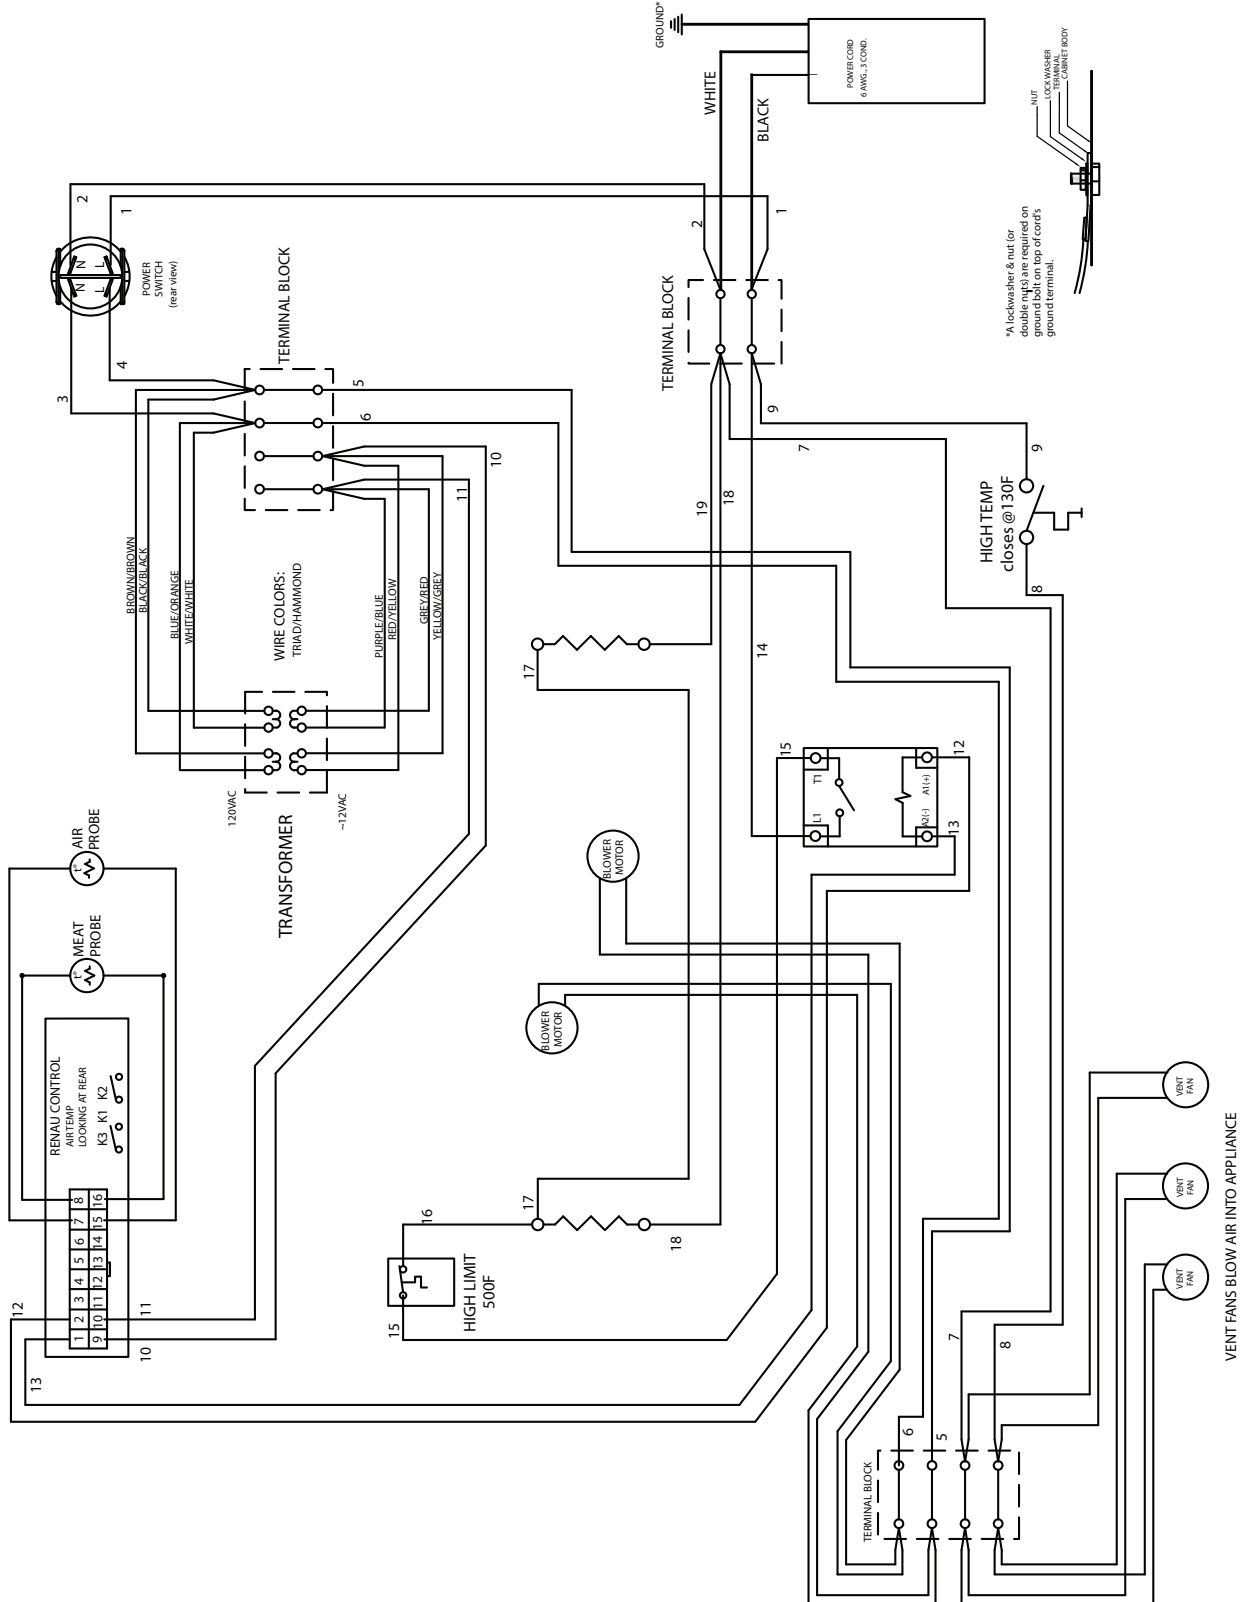 GROUND*
POWER CORD
6 AWG., 3 COND.
WHITE
BLACK
NUT
LOCK WASHER
TERMINAL
CABINET BODY
*A lockwasher & nut (or
double nuts) are required on
ground bolt on top of cord's
ground terminal.
2
1
N
N
L
L
POWER
SWITCH
(rear view)
3
4
TERMINAL BLOCK
5
6
10
11
2
1
TERMINAL BLOCK
9
7
19
18
9
HIGH TEMP
closes @130F
8
BROWN/BROWN
BLACK/BLACK
BLUE/ORANGE
WHITE/WHITE
WIRE COLORS:
TRIAD/HAMMOND
PURPLE/BLUE
RED/YELLOW
GREY/RED
YELLOW/GREY
120VAC
~12VAC
TRANSFORMER
17
14
15
T1
L1
A1(+)
A2(-)
12
13
AIR
PROBE
t°
MEAT
PROBE
t°
BLOWER
MOTOR
BLOWER
MOTOR
RENAU CONTROL
AIR TEMP
LOOKING AT REAR
K3 K1 K2
1 2 3 4 5 6 7 8
9 10 11 12 13 14 15 16
12
13
11
10
16
15
HIGH LIMIT
500F
17
18
7
8
6
5
TERMINAL BLOCK
VENT
FAN
VENT
FAN
VENT
FAN
VENT FANS BLOW AIR INTO APPLIANCE